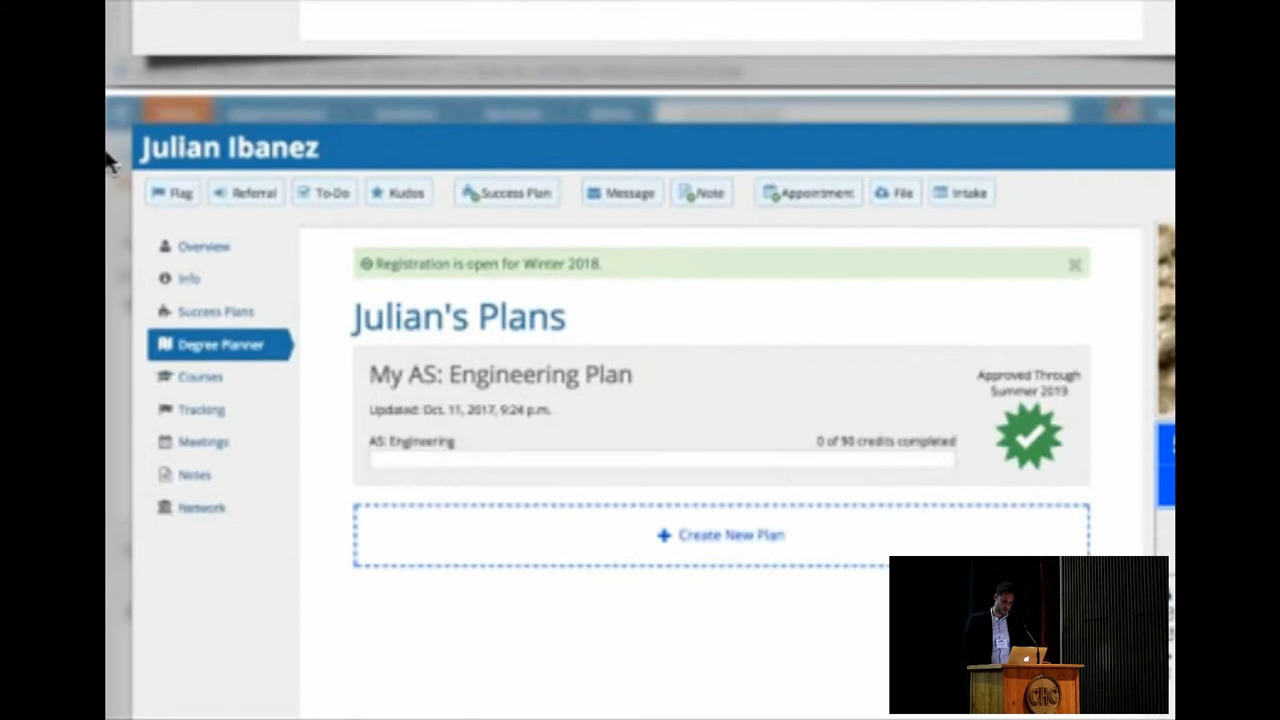 Julian Ibanez
Flag Referral To-Do Kudos Success Plan Message Note Appointment File Intake
Overview
Info
Success Plans
Degree Planner
Courses
Tracking
Meetings
Notes
Network
Registration is open for Winter 2018.
Julian's Plans
My AS: Engineering Plan
Updated: Oct. 11, 2017, 9:24 p.m.
AS: Engineering
0 of 90 credits completed
Approved Through
Summer 2019
Create New Plan
CHC